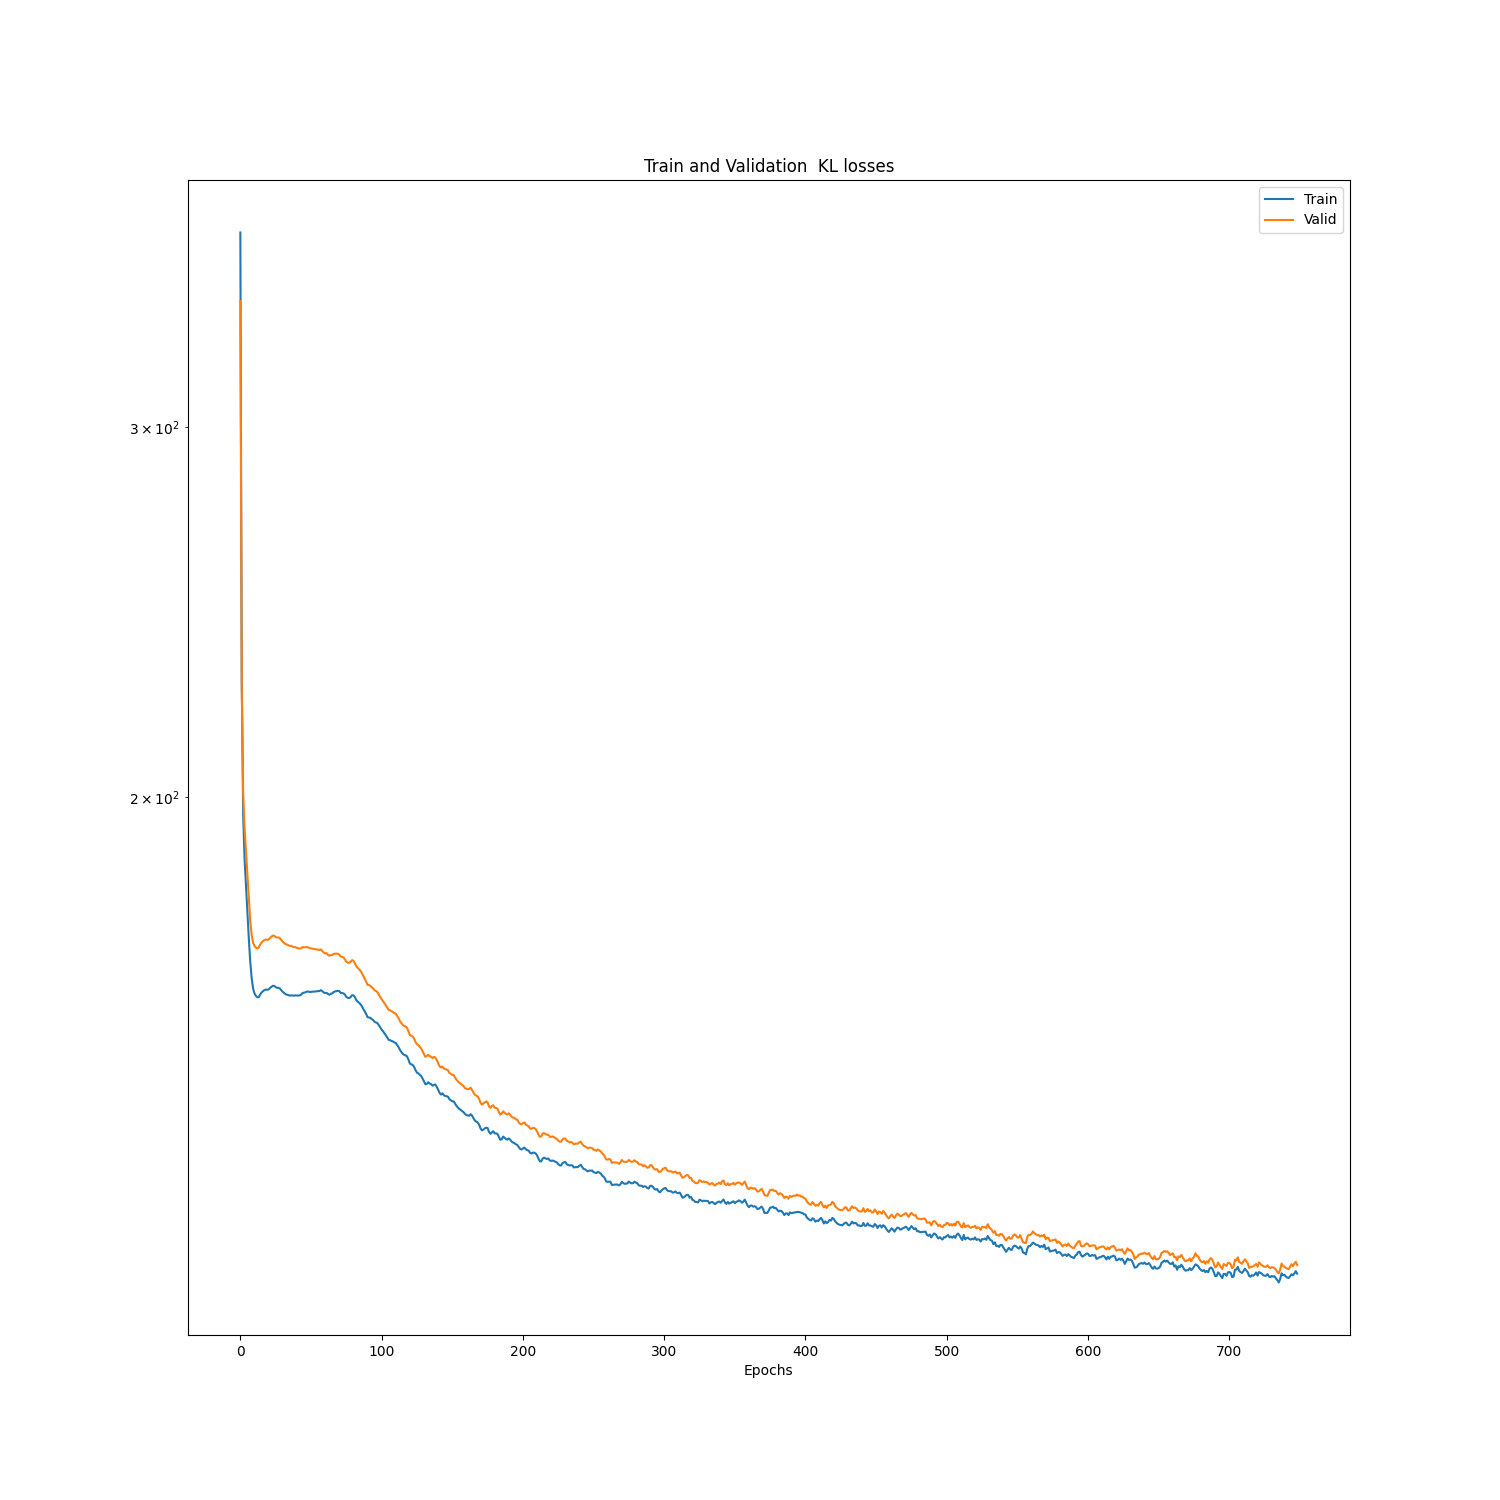 Train and Validation  KL losses
Train
Valid
3 × 10²
2 × 10²
0 100 200 300 400 500 600 700
Epochs